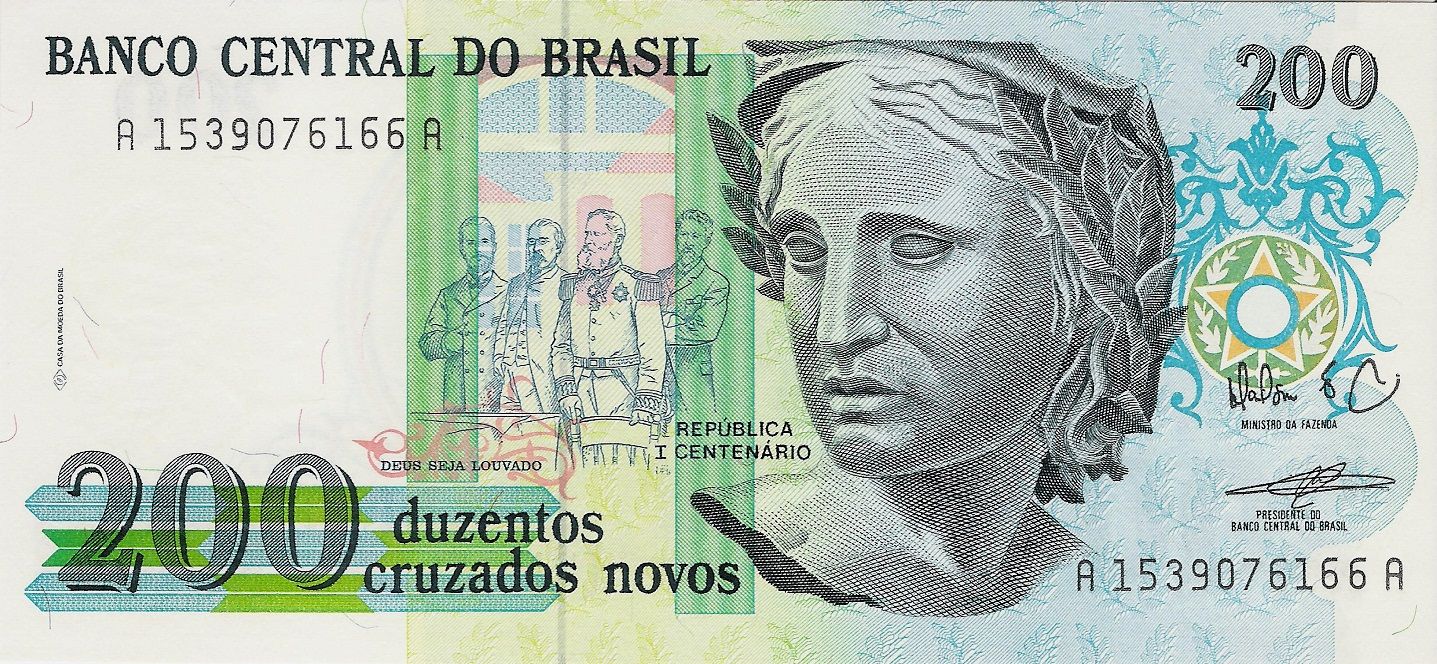 BANCO CENTRAL DO BRASIL
200
A 1539076166 A
CASA DA MOEDA DO BRASIL
REPÚBLICA
I CENTENÁRIO
DEUS SEJA LOUVADO
MINISTRO DA FAZENDA
200 duzentos
cruzados novos
PRESIDENTE DO
BANCO CENTRAL DO BRASIL
A 1539076166 A